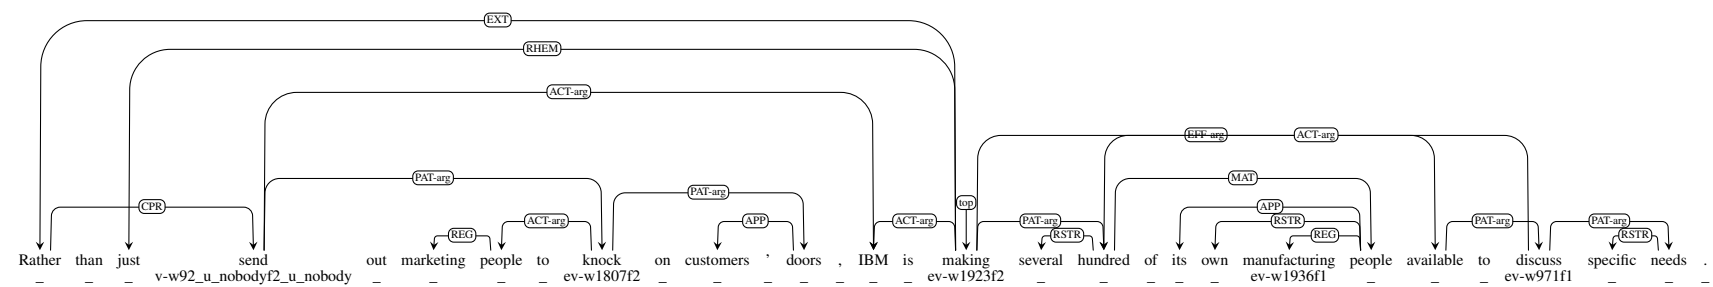 EXT
RHEM
ACT-arg
EFF-arg ACT-arg
PAT-arg MAT
PAT-arg
top
CPR APP
ACT-arg APP ACT-arg PAT-arg RSTR PAT-arg PAT-arg
REG RSTR REG RSTR
Rather than just send out marketing people to knock on customers ' doors , IBM is making several hundred of its own manufacturing people available to discuss specific needs .
_ _ _ v-w92_u_nobodyf2_u_nobody _ _ _ _ ev-w1807f2 _ _ _ _ _ _ _ ev-w1923f2 _ _ _ _ _ ev-w1936f1 _ _ _ ev-w971f1 _ _ _